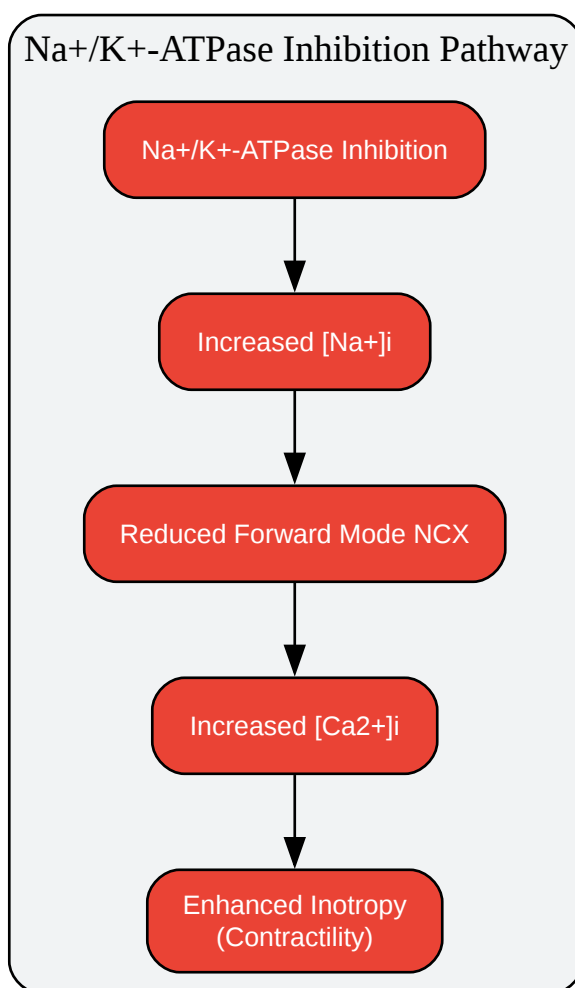 Na+/K+-ATPase Inhibition Pathway
Na+/K+-ATPase Inhibition
Increased [Na+]i
Reduced Forward Mode NCX
Increased [Ca2+]i
Enhanced Inotropy
(Contractility)